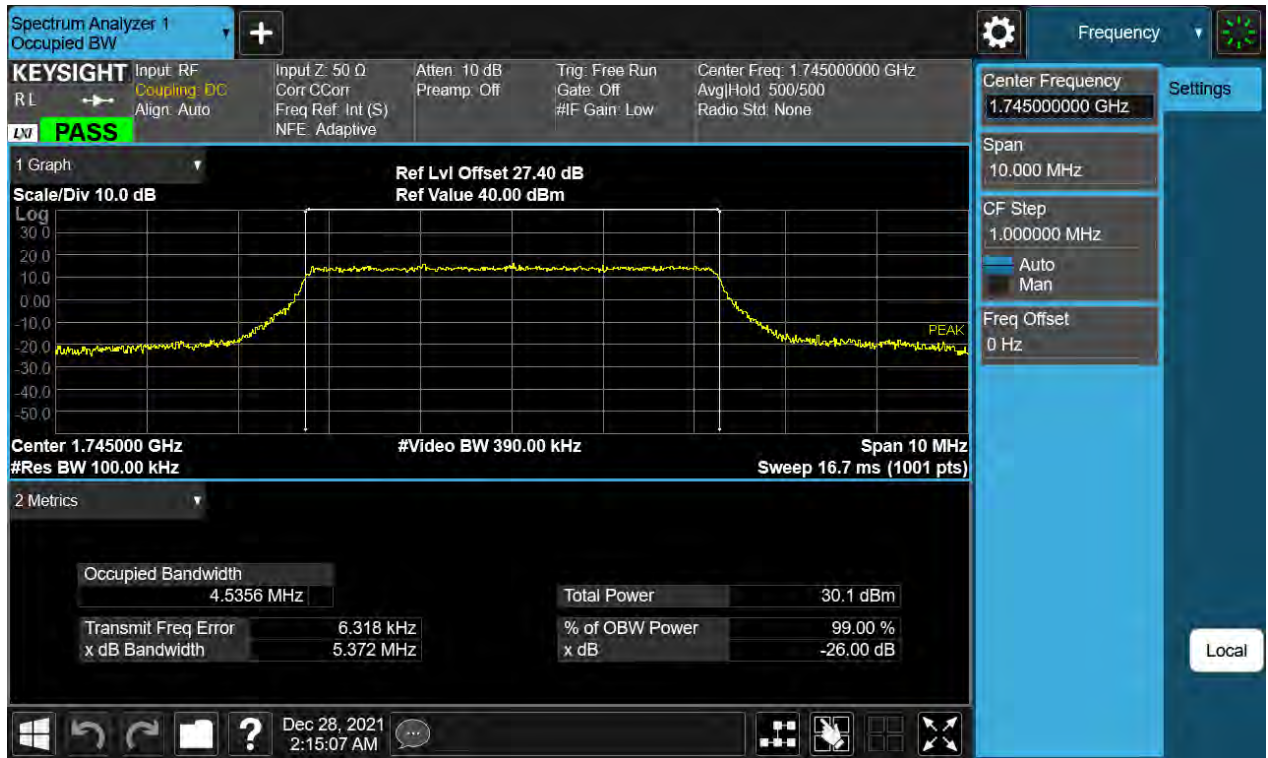 Spectrum Analyzer 1
Occupied BW
+
Frequency
KEYSIGHT
RL
LXI
PASS
Input: RF
Coupling: DC
Align: Auto
Input Z: 50 Ω
Corr CCorr
Freq Ref: Int (S)
NFE: Adaptive
Atten: 10 dB
Preamp: Off
Trig: Free Run
Gate: Off
#IF Gain: Low
Center Freq: 1.745000000 GHz
Avg|Hold: 500/500
Radio Std: None
1 Graph
Scale/Div 10.0 dB
Ref Lvl Offset 27.40 dB
Ref Value 40.00 dBm
Log
30.0
20.0
10.0
0.00
-10.0
-20.0
-30.0
-40.0
-50.0
PEAK
Center 1.745000 GHz
#Video BW 390.00 kHz
Span 10 MHz
#Res BW 100.00 kHz
Sweep 16.7 ms (1001 pts)
2 Metrics
Occupied Bandwidth
4.5356 MHz
Total Power 30.1 dBm
Transmit Freq Error 6.318 kHz
% of OBW Power 99.00 %
x dB Bandwidth 5.372 MHz
x dB -26.00 dB
Center Frequency
1.745000000 GHz
Settings
Span
10.000 MHz
CF Step
1.000000 MHz
Auto
Man
Freq Offset
0 Hz
Local
?
Dec 28, 2021
2:15:07 AM